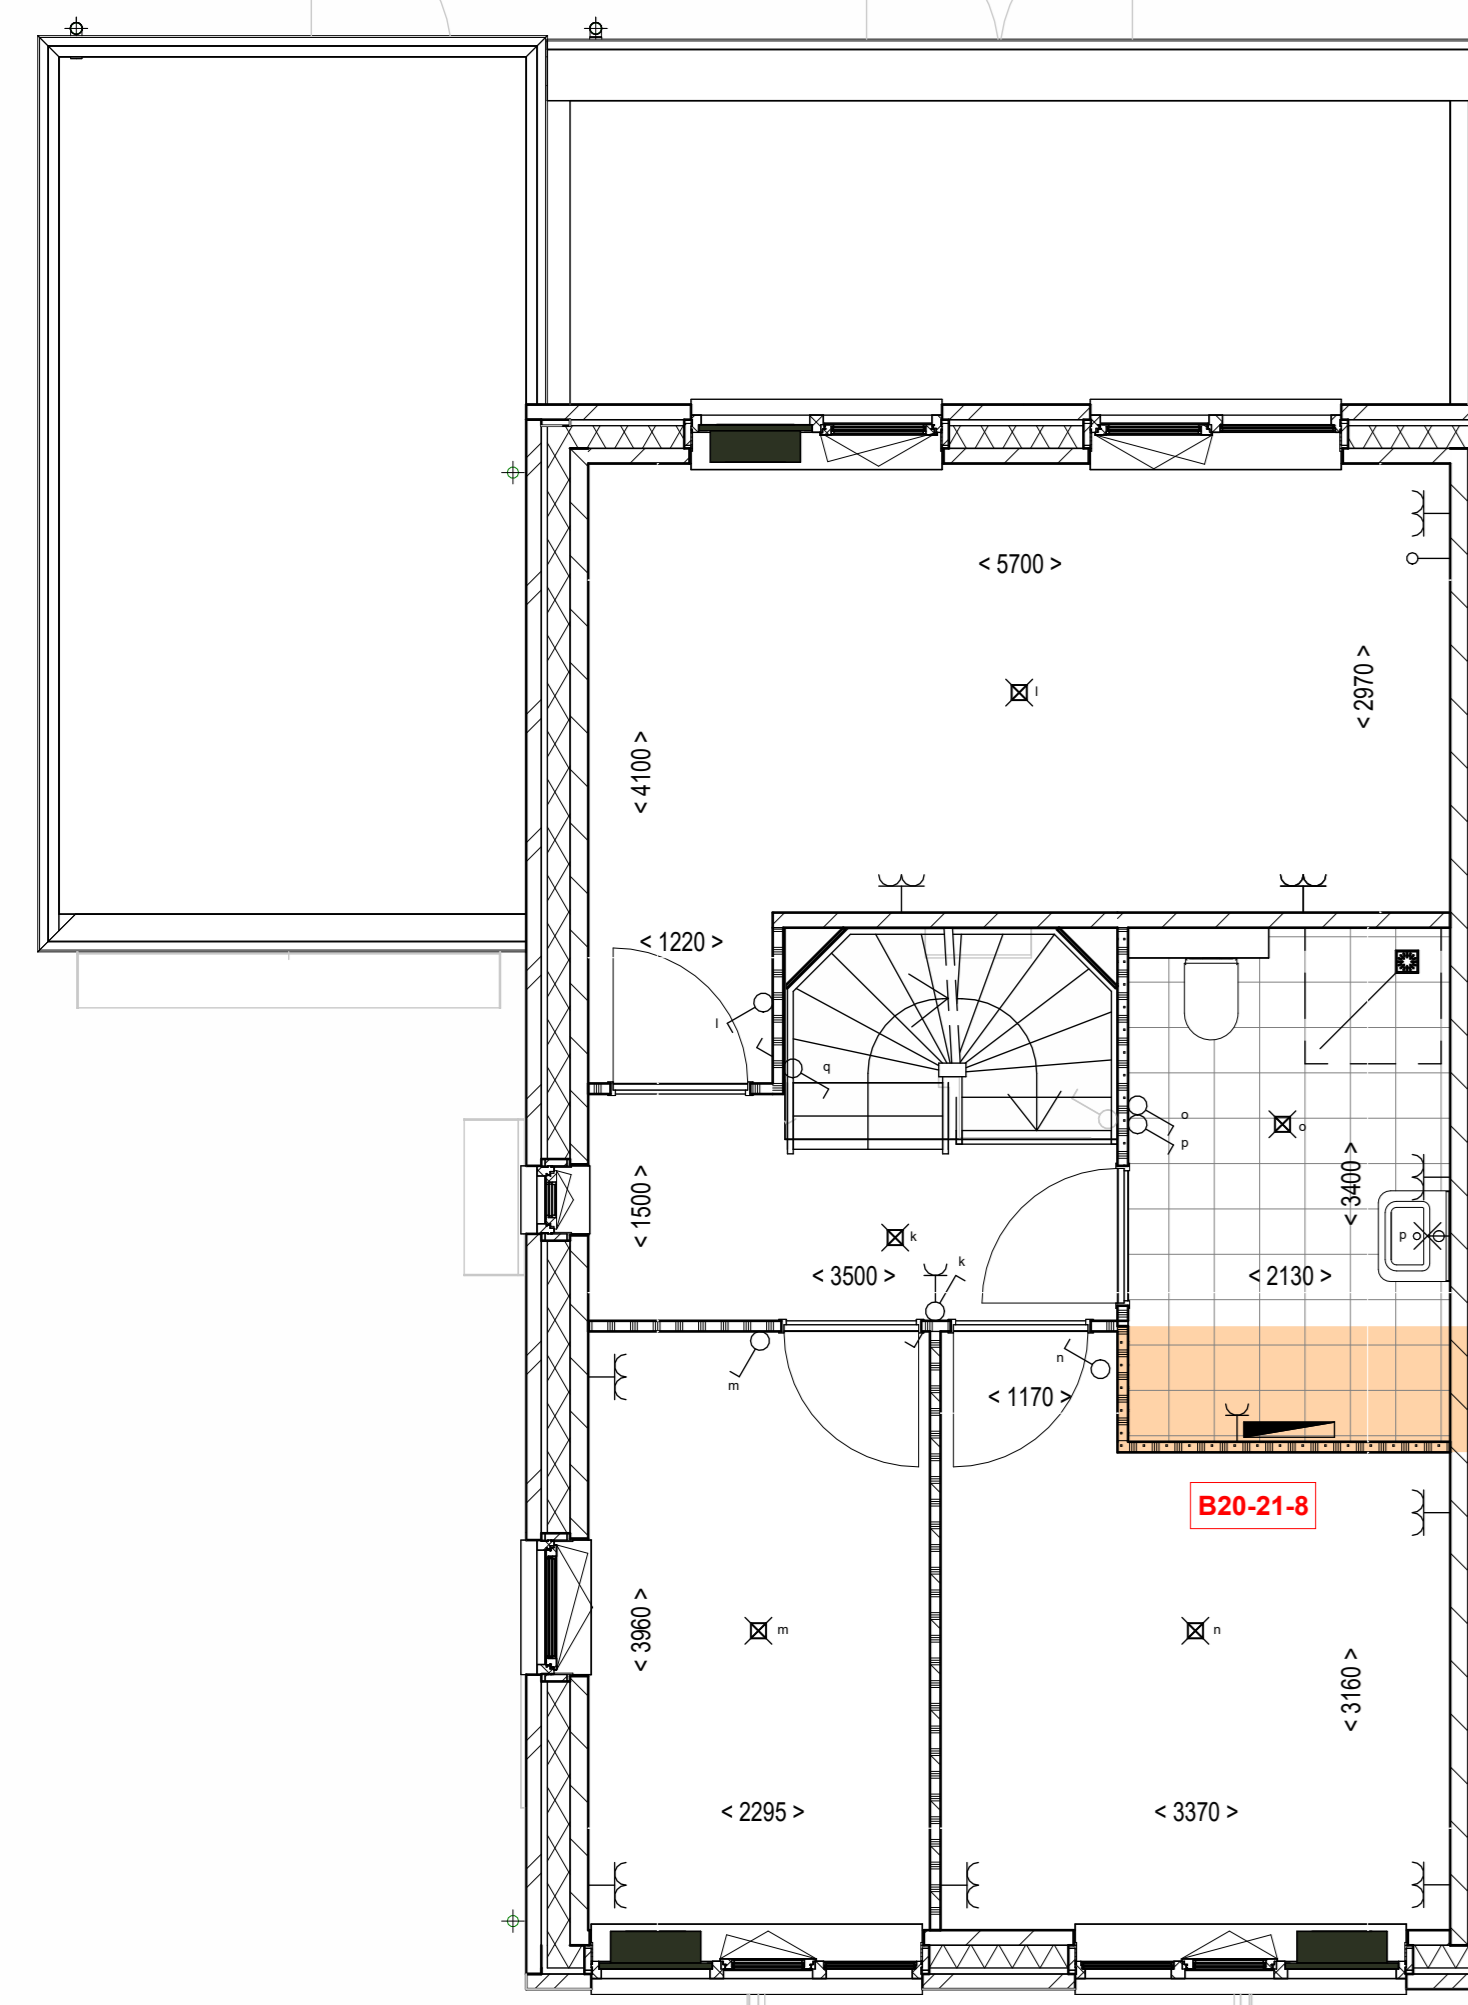 < 5700 >
< 2970 >
l
< 4100 >
< 1220 >
l
q
o
p
o
< 3400 >
< 1500 >
k
p
k
< 3500 >
< 2130 >
n
m
< 1170 >
B20-21-8
< 3960 >
m
n
< 3160 >
< 2295 >
< 3370 >